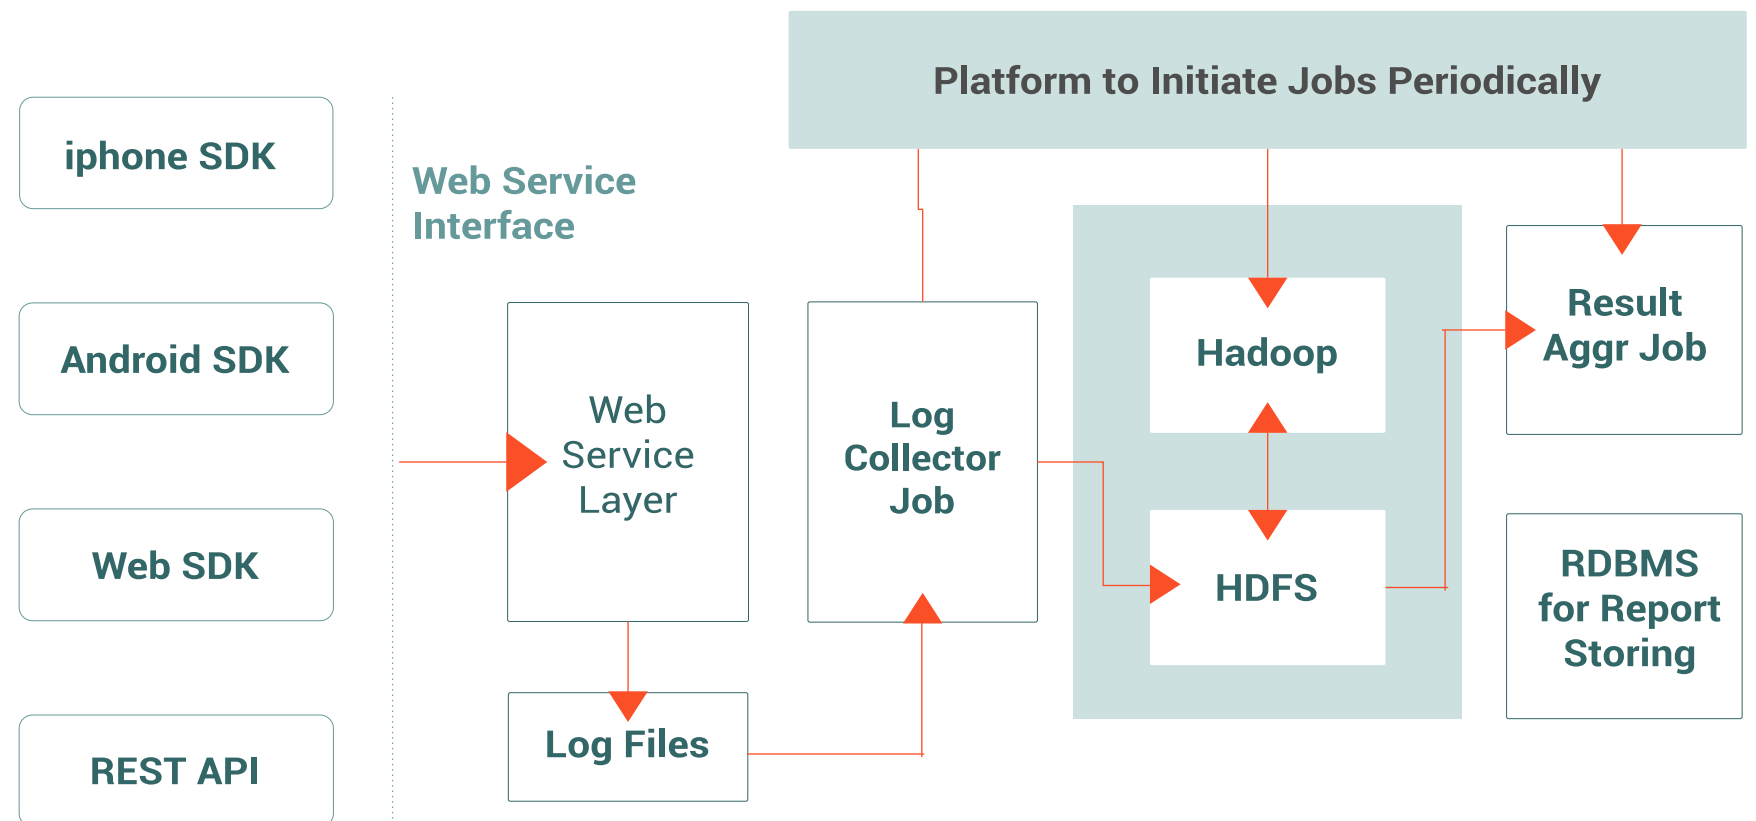 Platform to Initiate Jobs Periodically
iphone SDK
Android SDK
Web SDK
REST API
Web Service
Interface
Web
Service
Layer
Log Files
Log
Collector
Job
Hadoop
HDFS
Result
Aggr Job
RDBMS
for Report
Storing